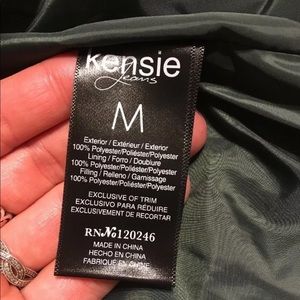 kensie
Jeans
M
Exterior / Extérieur / Exterior
100% Polyester/Poliéster/Polyester
Lining / Forro / Doublure
100% Polyester/Poliéster/Polyester
Filling / Relleno / Garnissage
100% Polyester/Poliéster/Polyester
EXCLUSIVE OF TRIM
EXCLUSIVO PARA RÉDUIRE
EXCLUSIVEMENT DE RECORTAR
RN№120246
MADE IN CHINA
HECHO EN CHINA
FABRIQUÉ EN CHINE